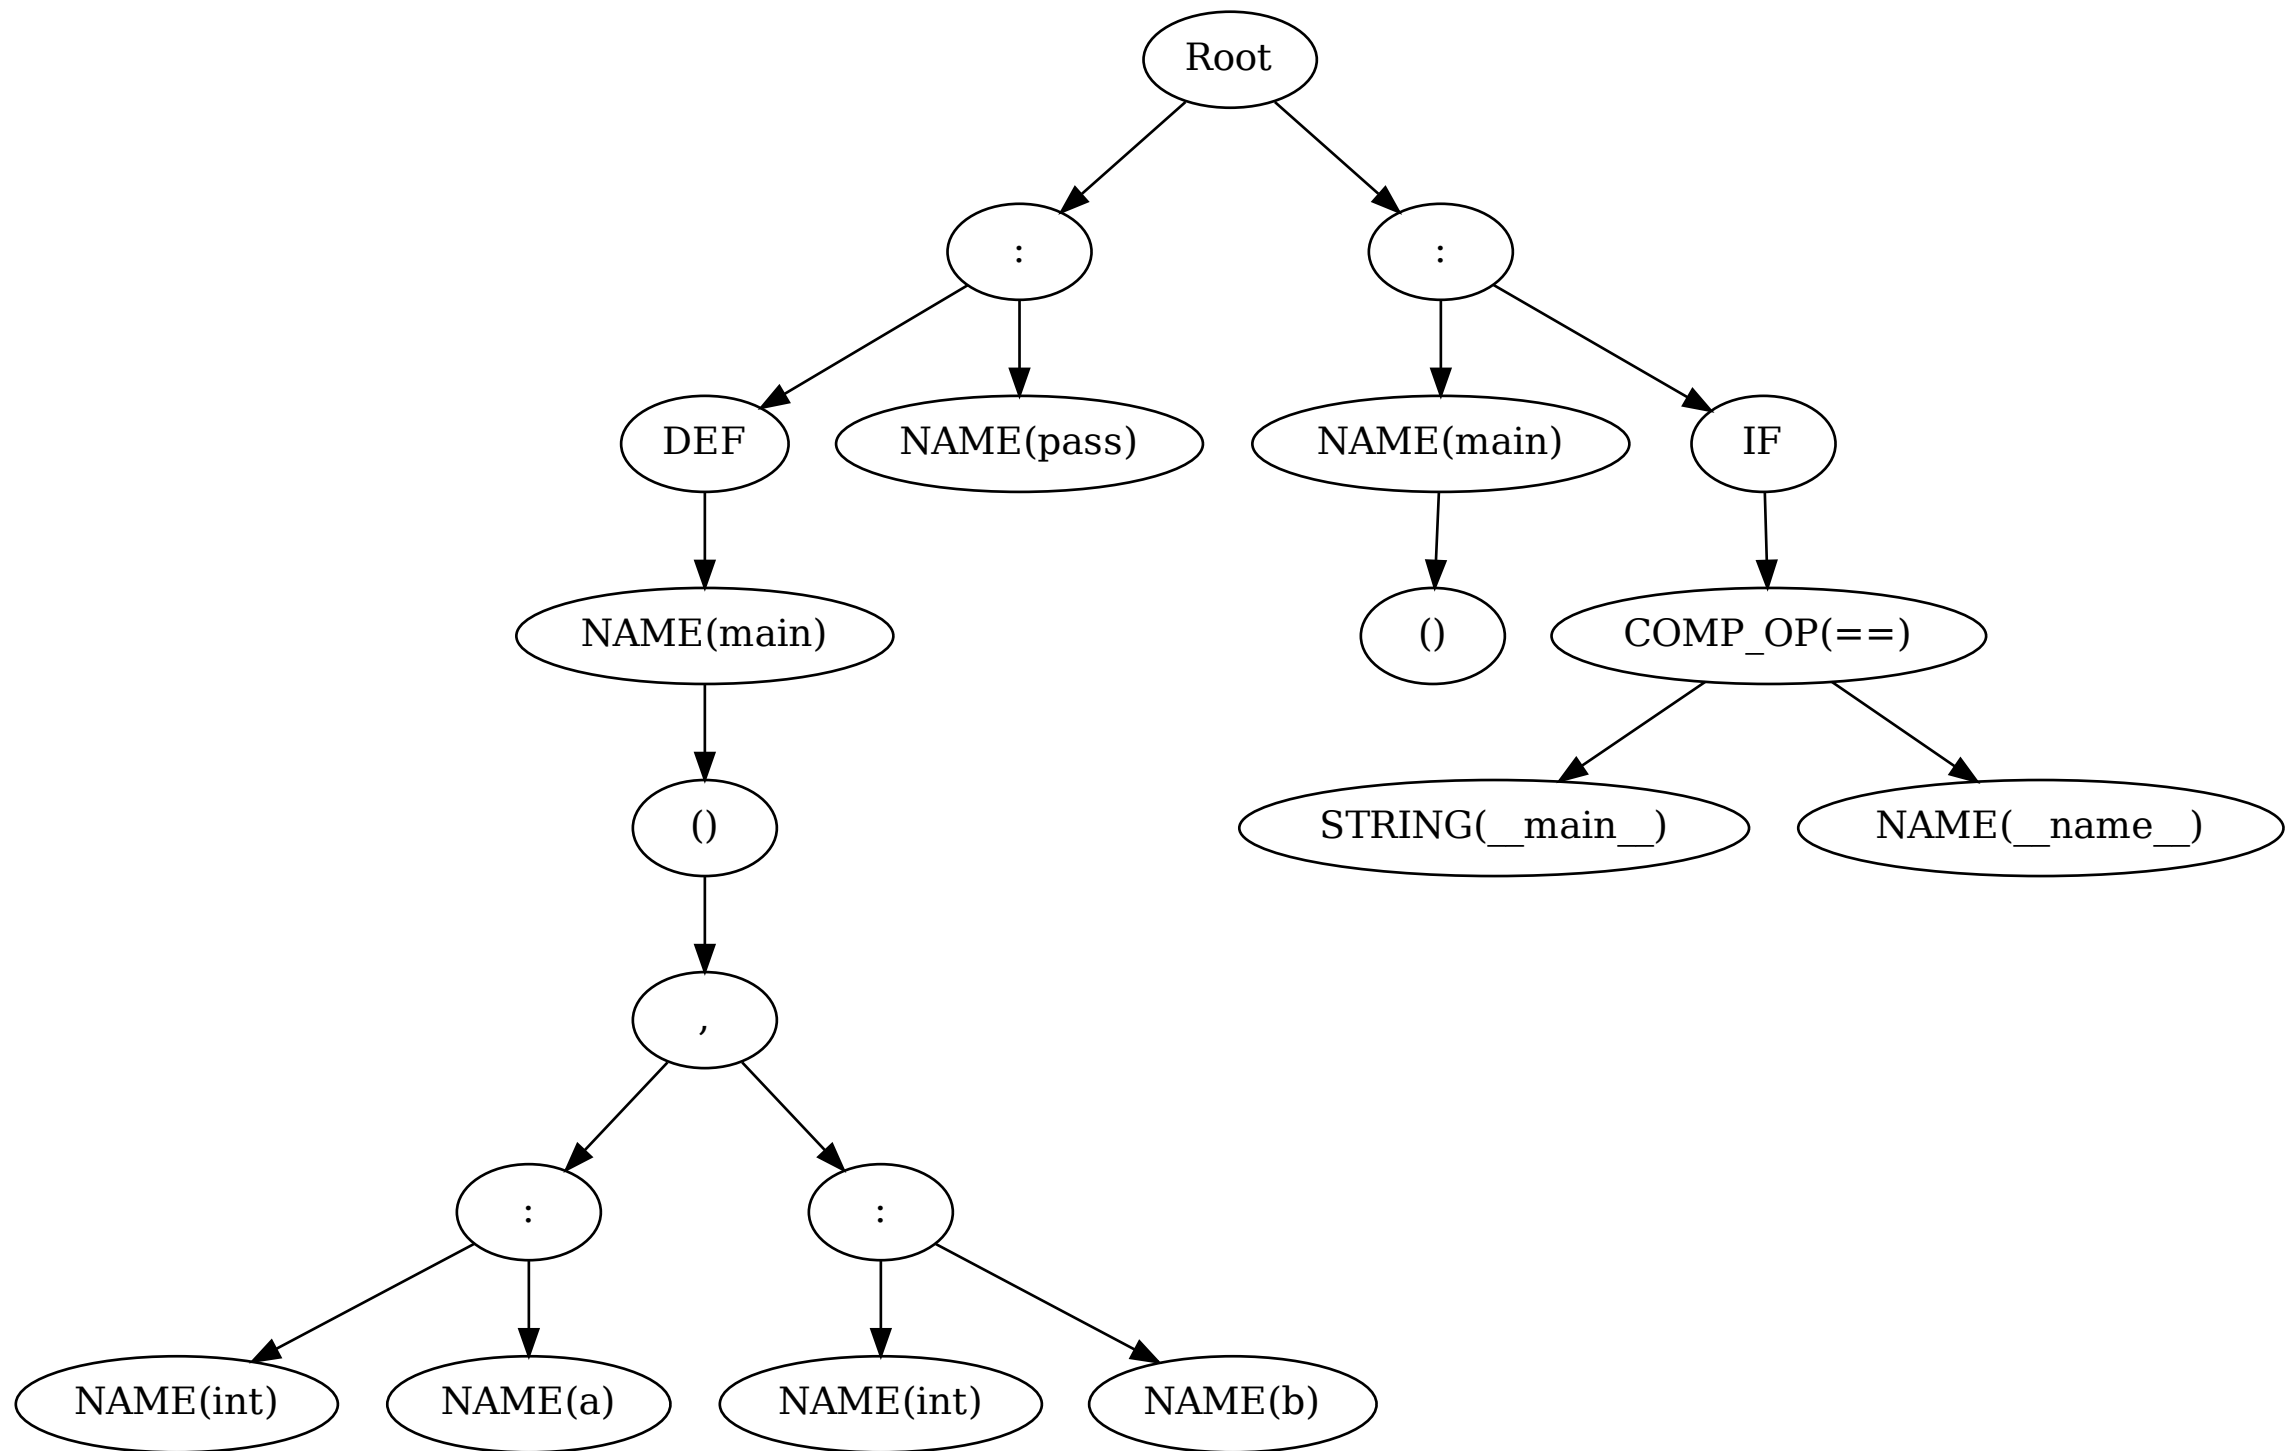 Root
:
:
DEF
NAME(pass)
NAME(main)
IF
NAME(main)
()
COMP_OP(==)
()
STRING(__main__)
NAME(__name__)
,
:
:
NAME(int)
NAME(a)
NAME(int)
NAME(b)